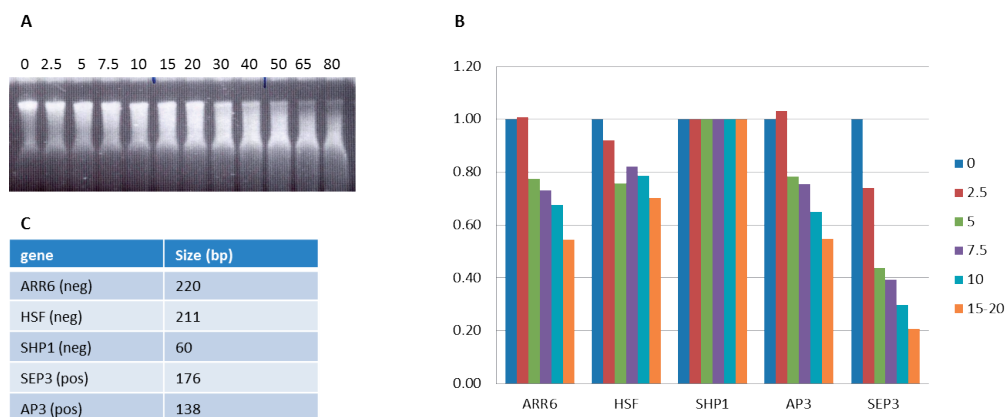 A
0 2.5 5 7.5 10 15 20 30 40 50 65 80
C
gene Size (bp)
ARR6 (neg) 220
HSF (neg) 211
SHP1 (neg) 60
SEP3 (pos) 176
AP3 (pos) 138
B
1.20
1.00
0.80
0.60
0.40
0.20
0.00
ARR6 HSF SHP1 AP3 SEP3
0
2.5
5
7.5
10
15-20